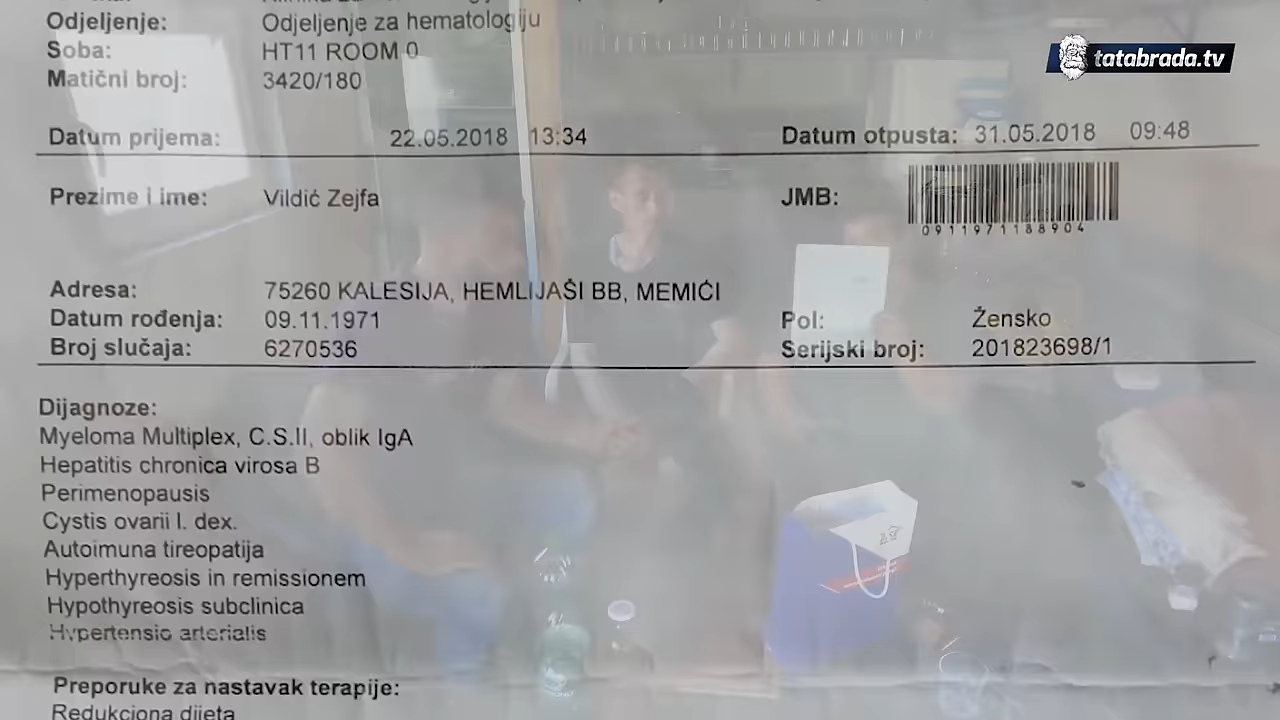 Odjeljenje: Odjeljenje za hematologiju
Soba: HT11 ROOM 0
Matični broj: 3420/180
tatabrada.tv
Datum prijema: 22.05.2018 13:34 Datum otpusta: 31.05.2018 09:48
Prezime i ime: Vildić Zejfa JMB:
0911971188904
Adresa: 75260 KALESIJA, HEMLIJAŠI BB, MEMIĆI
Datum rođenja: 09.11.1971 Pol: Žensko
Broj slučaja: 6270536 Serijski broj: 201823698/1
Dijagnoze:
Myeloma Multiplex, C.S.II, oblik IgA
Hepatitis chronica virosa B
Perimenopausis
Cystis ovarii l. dex.
Autoimuna tireopatija
Hyperthyreosis in remissionem
Hypothyreosis subclinica
Hypertensio arterialis
Preporuke za nastavak terapije:
Redukciona dijeta